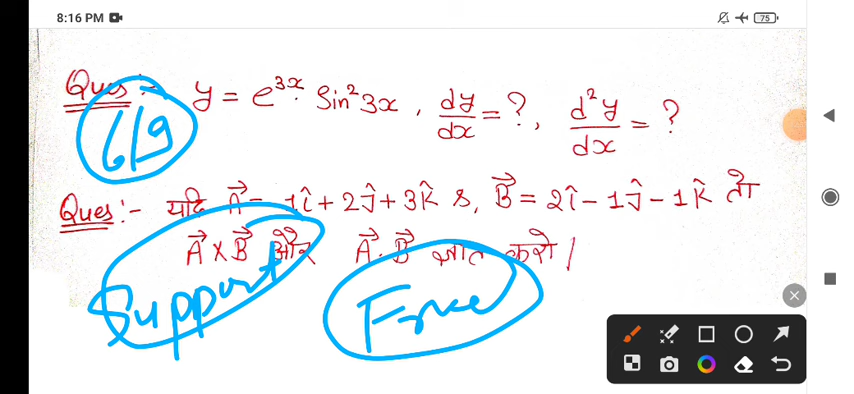 8:16 PM 75
Ques :- y = e^3x. Sin²3x, dy/dx = ?, d²y/dx = ?
6/9
Ques :- यदि A⃗ = 1î + 2ĵ + 3k̂ &, B⃗ = 2î - 1ĵ - 1k̂ तो
A⃗ X B⃗ और A⃗. B⃗ ज्ञात करो |
Support